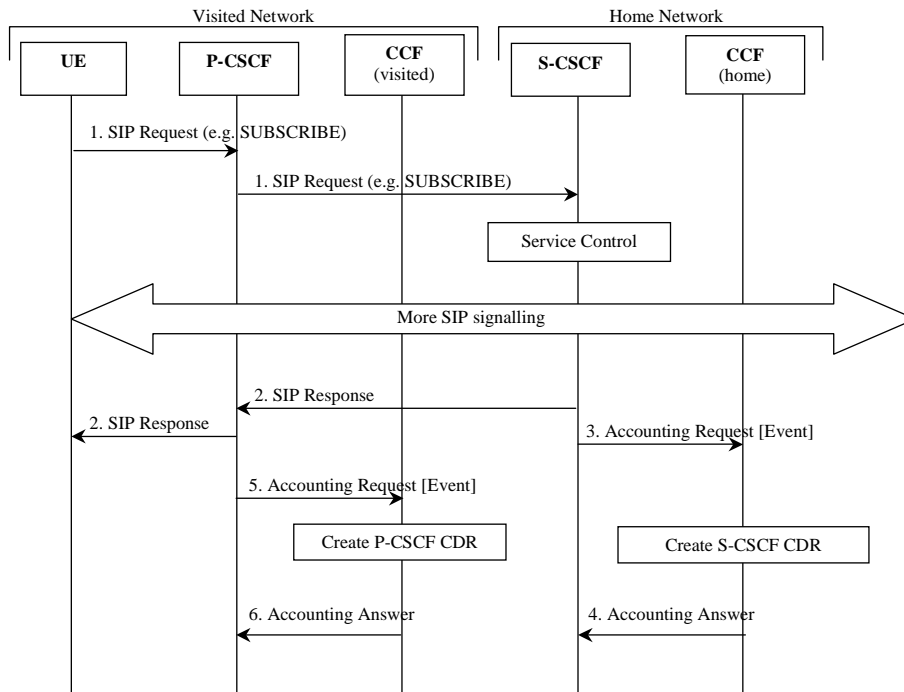 Visited Network
Home Network
UE
P-CSCF
CCF
(visited)
S-CSCF
CCF
(home)
1. SIP Request (e.g. SUBSCRIBE)
1. SIP Request (e.g. SUBSCRIBE)
Service Control
More SIP signalling
2. SIP Response
2. SIP Response
3. Accounting Request [Event]
5. Accounting Request [Event]
Create P-CSCF CDR
Create S-CSCF CDR
6. Accounting Answer
4. Accounting Answer